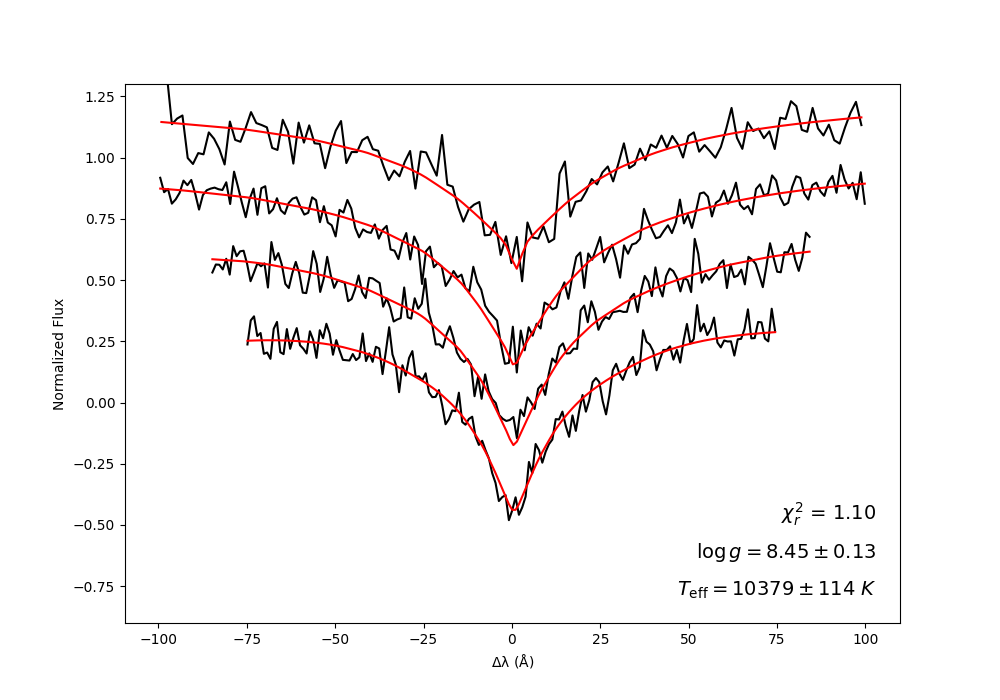 1.25
1.00
0.75
0.50
0.25
0.00
−0.25
−0.50
−0.75
Normalized Flux
χ²ᵣ = 1.10
log g = 8.45 ± 0.13
T_eff = 10379 ± 114 K
−100 −75 −50 −25 0 25 50 75 100
Δλ (Å)